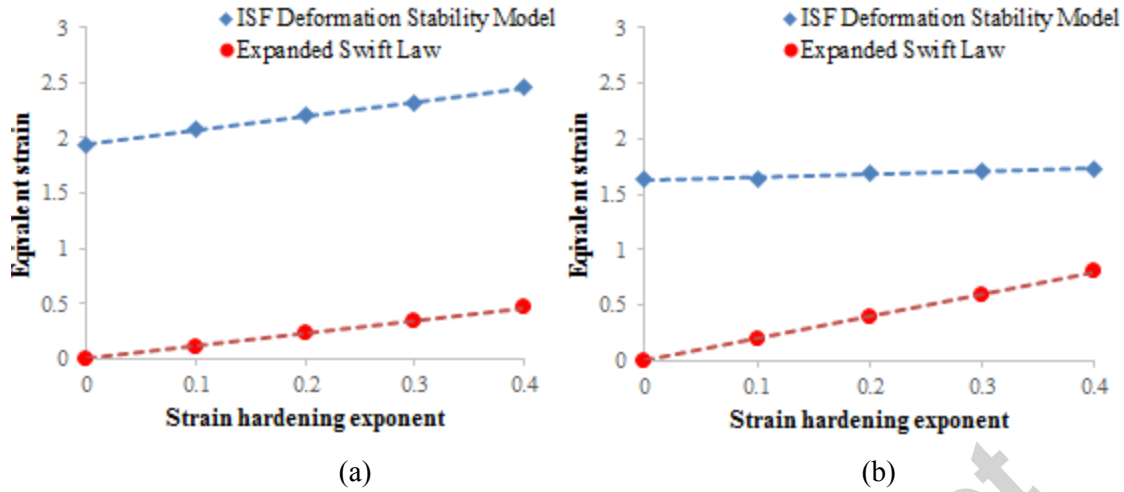 ISF Deformation Stability Model
Expanded Swift Law
3
2.5
2
1.5
1
0.5
0
Eqivalent strain
0 0.1 0.2 0.3 0.4
Strain hardening exponent
(a)
ISF Deformation Stability Model
Expanded Swift Law
3
2.5
2
1.5
1
0.5
0
Eqivalent strain
0 0.1 0.2 0.3 0.4
Strain hardening exponent
(b)